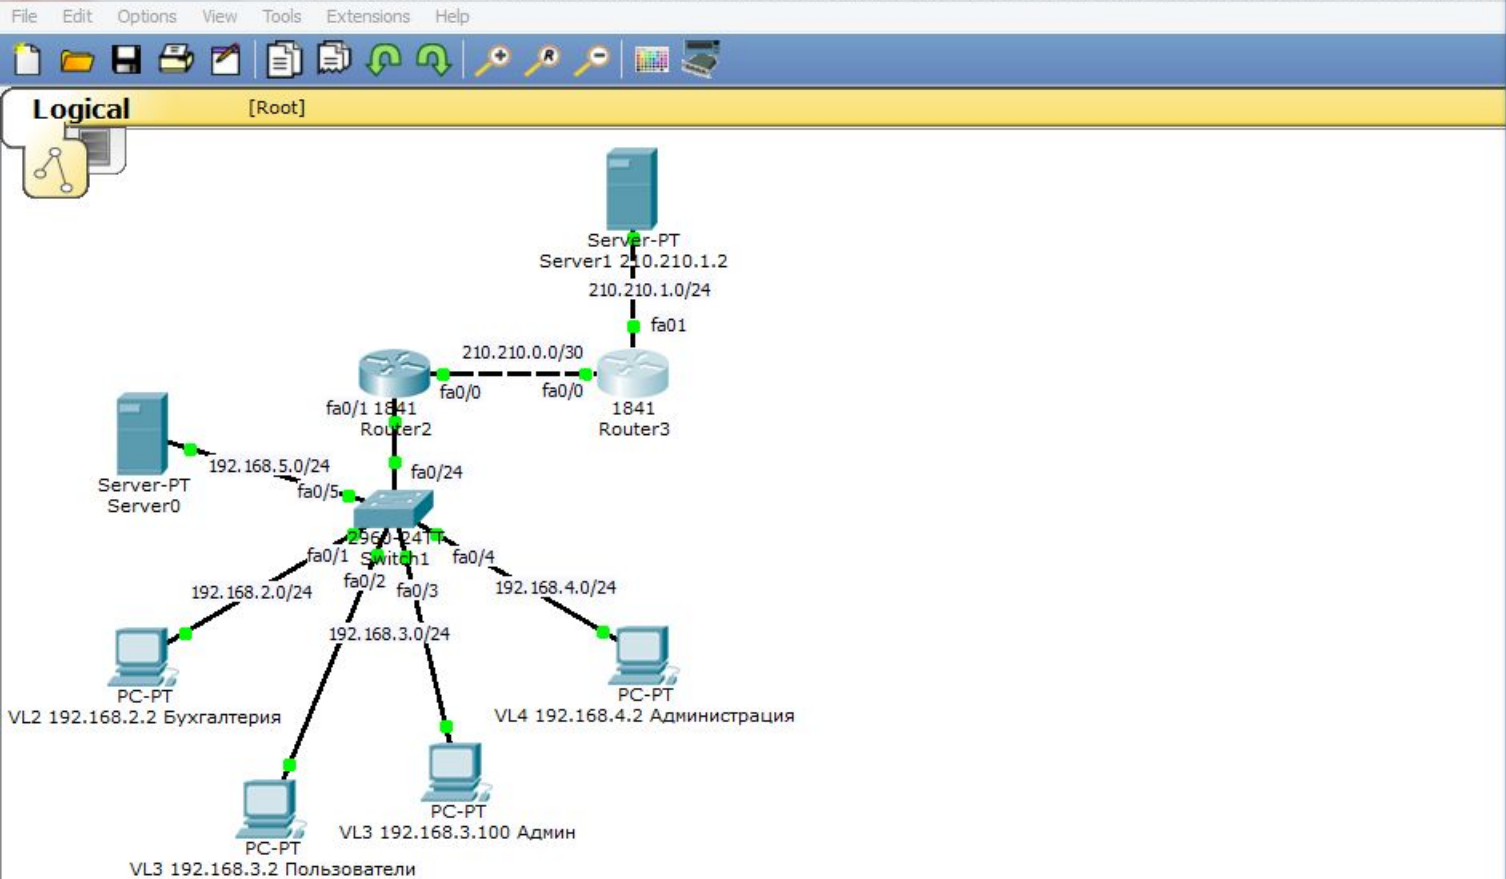 File Edit Options View Tools Extensions Help
R
Logical [Root]
Server-PT
Server1 210.210.1.2
210.210.1.0/24
fa01
210.210.0.0/30
fa0/0
fa0/0
fa0/1 1841
Router2
1841
Router3
fa0/24
192.168.5.0/24
fa0/5
Server-PT
Server0
2960-24TT
Switch1
fa0/1
fa0/2
fa0/3
fa0/4
192.168.2.0/24
192.168.4.0/24
192.168.3.0/24
PC-PT
VL2 192.168.2.2 Бухгалтерия
PC-PT
VL4 192.168.4.2 Администрация
PC-PT
VL3 192.168.3.100 Админ
PC-PT
VL3 192.168.3.2 Пользователи